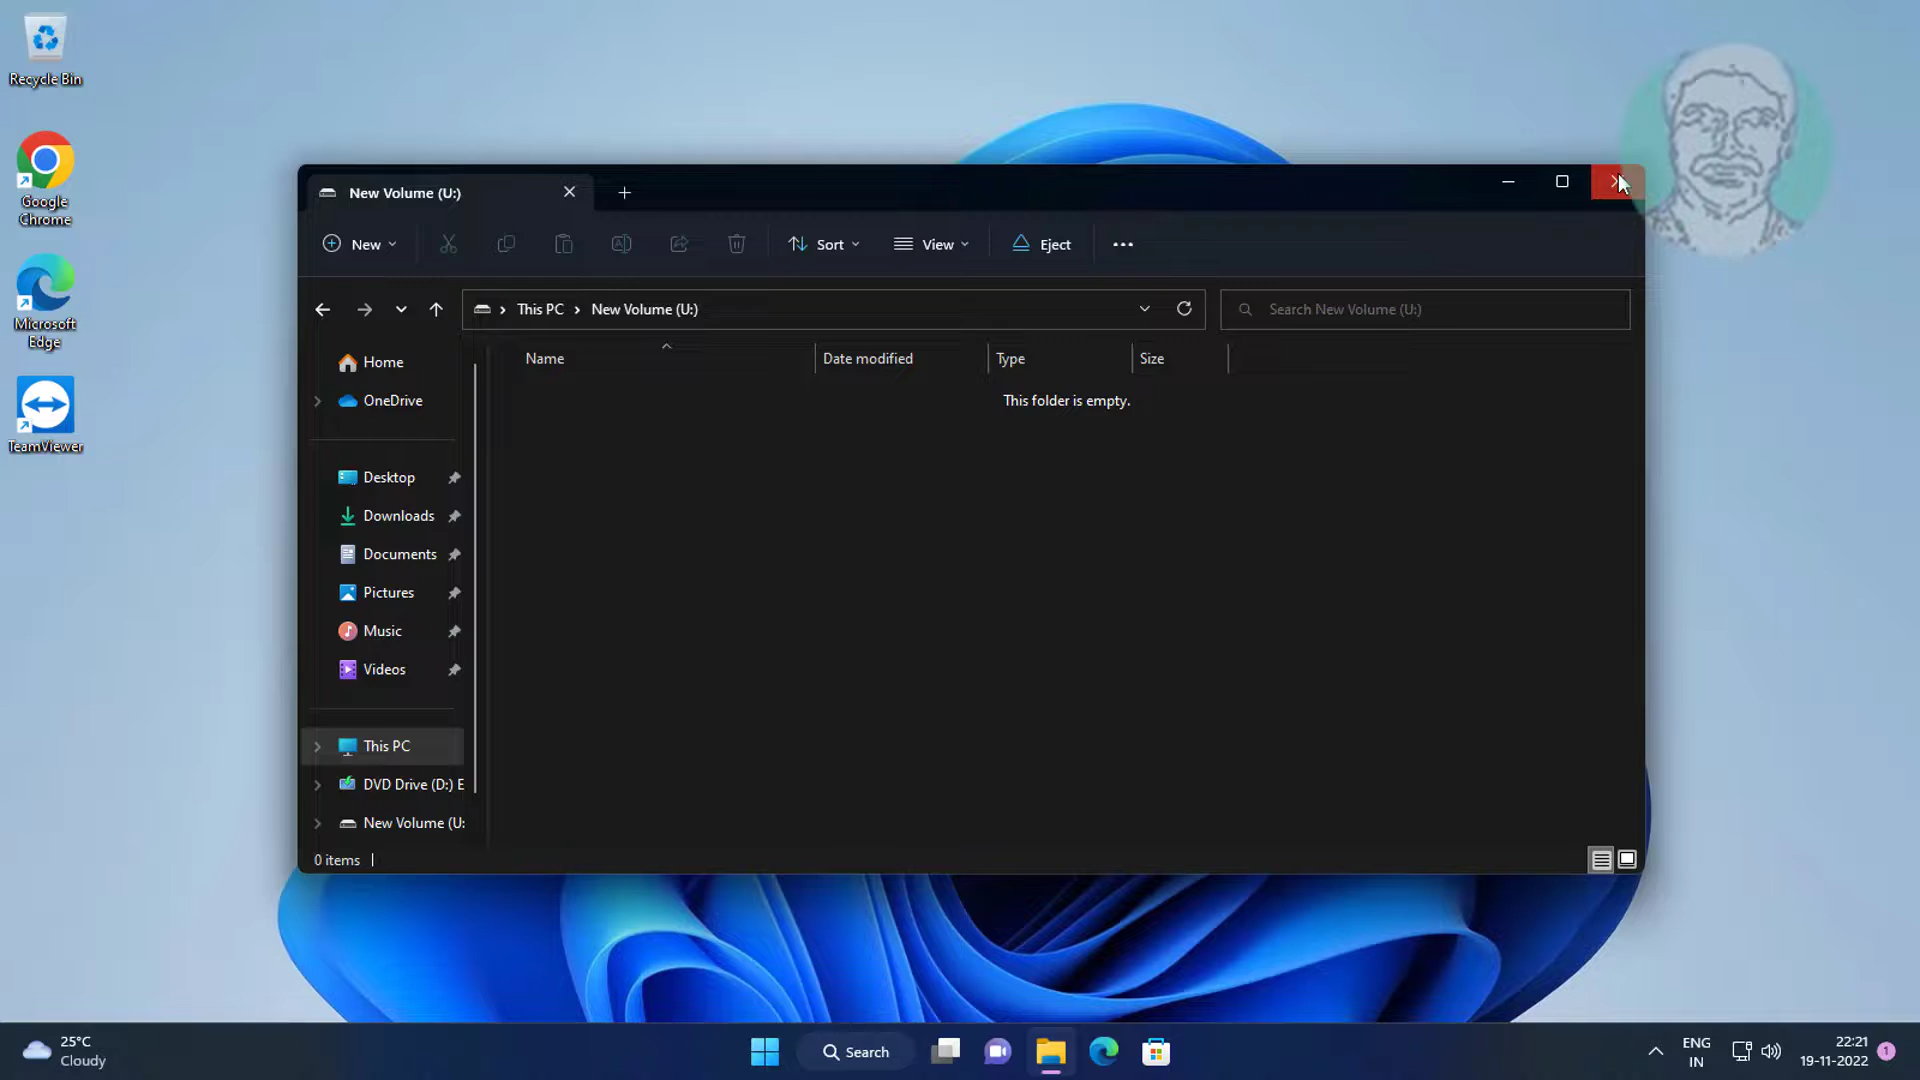 Recycle Bin
Google
Chrome
Microsoft
Edge
TeamViewer
New Volume (U:)
New
Sort
View
Eject
This PC
New Volume (U:)
Search New Volume (U:)
Name
Date modified
Type
Size
This folder is empty.
Home
OneDrive
Desktop
Downloads
Documents
Pictures
Music
Videos
This PC
DVD Drive (D:) E
New Volume (U:
0 items
25°C
Cloudy
Search
ENG
IN
22:21
19-11-2022
1